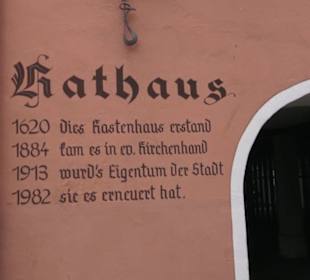 Rathaus
1620 dies Kastenhaus erstand
1884 kam es in ev. Kirchenhand
1913 wurd's Eigentum der Stadt
1982 sie es erneuert hat.